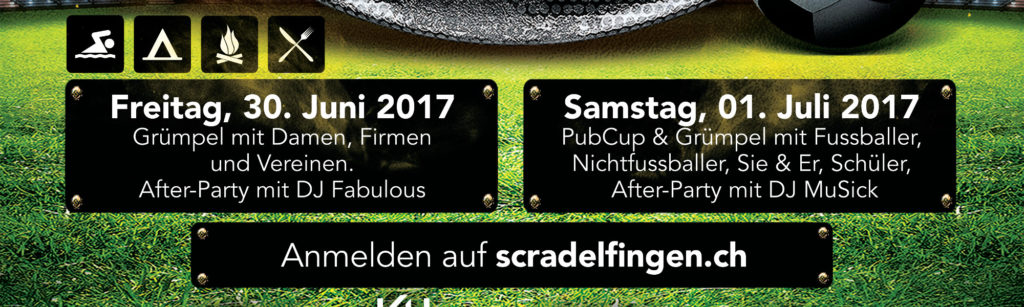 Freitag, 30. Juni 2017
Grümpel mit Damen, Firmen
und Vereinen.
After-Party mit DJ Fabulous
Samstag, 01. Juli 2017
PubCup & Grümpel mit Fussballer,
Nichtfussballer, Sie & Er, Schüler,
After-Party mit DJ MuSick
Anmelden auf scradelfingen.ch